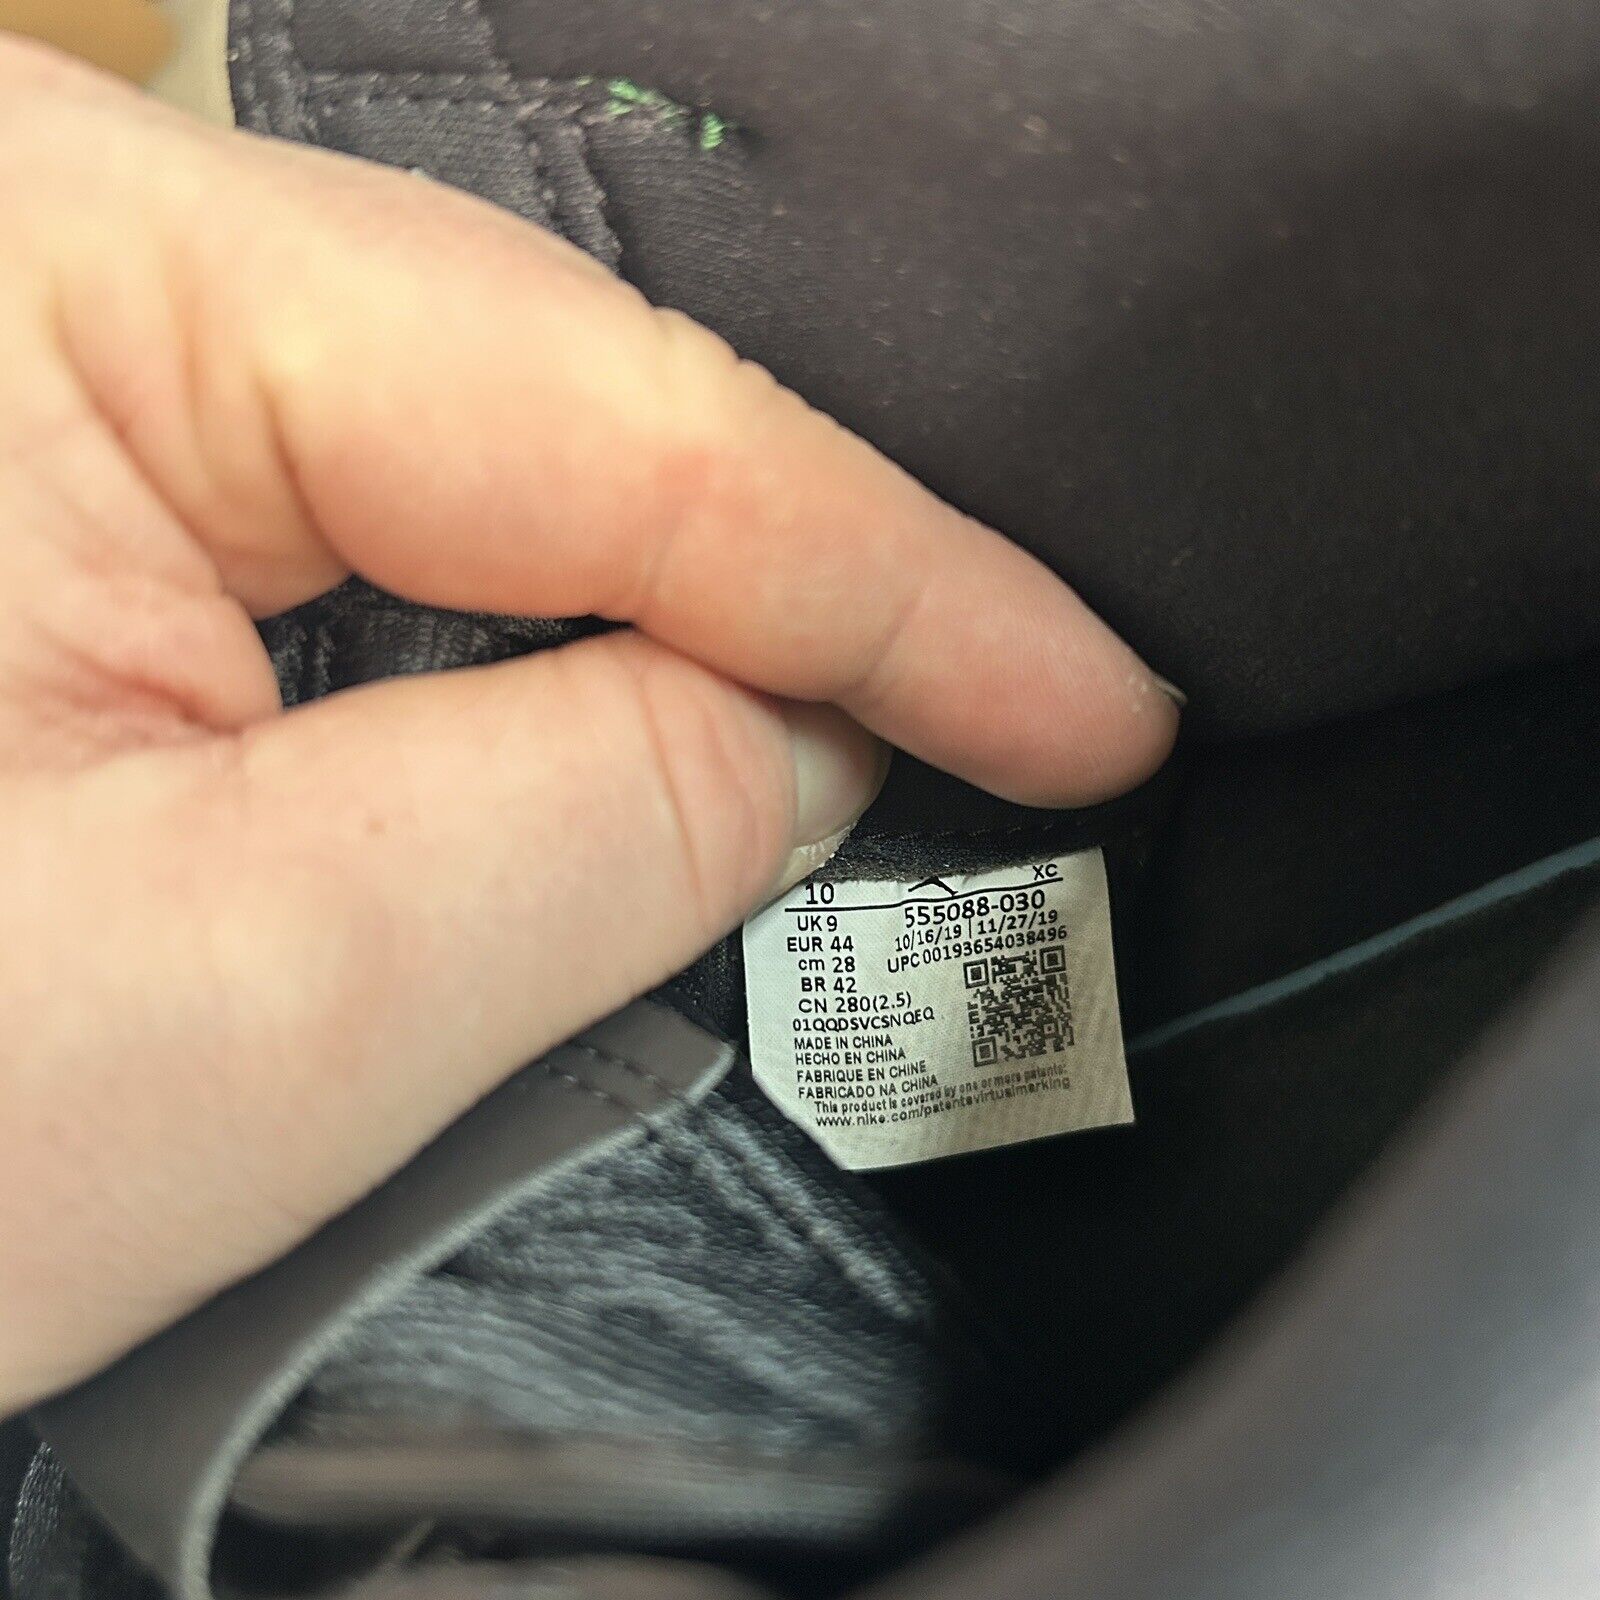 10 XC
UK 9 555088-030
EUR 44 10/16/19 | 11/27/19
cm 28 UPC 00193654038496
BR 42
CN 280(2.5)
01QQDSVCSNQEQ
MADE IN CHINA
HECHO EN CHINA
FABRIQUE EN CHINE
FABRICADO NA CHINA
This product is covered by one or more patents:
www.nike.com/patentsvirtualmarking